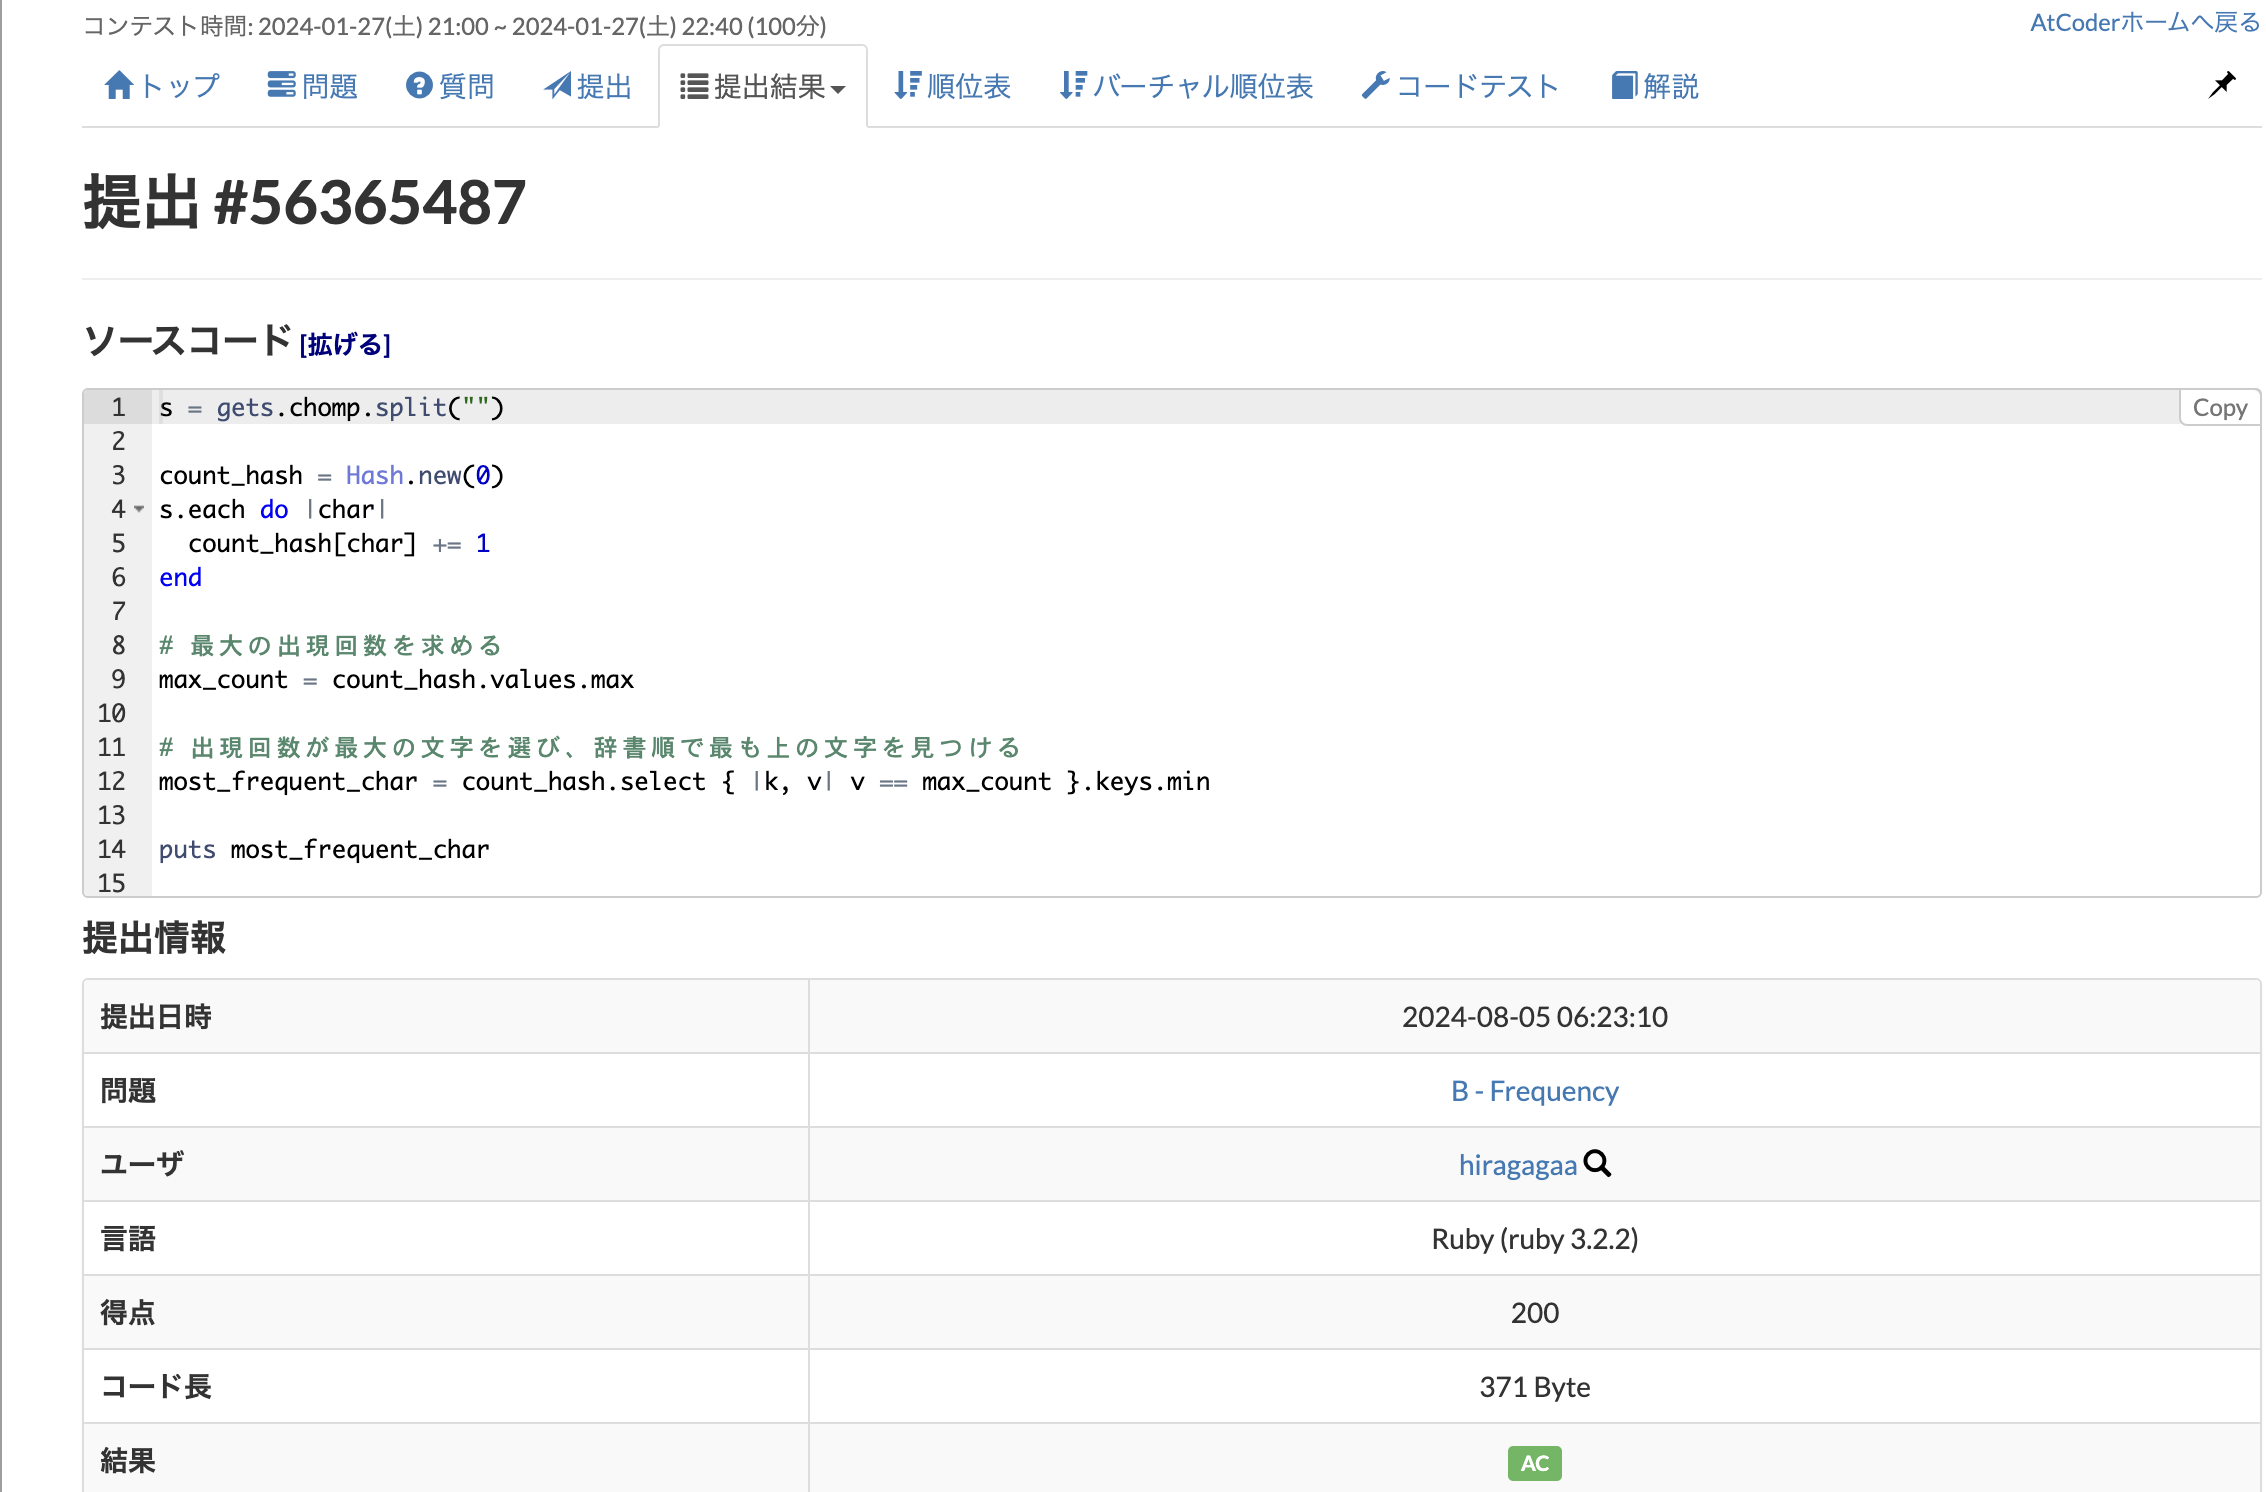 コンテスト時間: 2024-01-27(土) 21:00 ~ 2024-01-27(土) 22:40 (100分)
AtCoderホームへ戻る
トップ 問題 質問 提出 提出結果 順位表 バーチャル順位表 コードテスト 解説
提出 #56365487
ソースコード [拡げる]
Copy
1 s = gets.chomp.split("")
2
3 count_hash = Hash.new(0)
4 s.each do |char|
5   count_hash[char] += 1
6 end
7
8 # 最大の出現回数を求める
9 max_count = count_hash.values.max
10
11 # 出現回数が最大の文字を選び、辞書順で最も上の文字を見つける
12 most_frequent_char = count_hash.select { |k, v| v == max_count }.keys.min
13
14 puts most_frequent_char
15
提出情報
提出日時 2024-08-05 06:23:10
問題 B - Frequency
ユーザ hiragagaa
言語 Ruby (ruby 3.2.2)
得点 200
コード長 371 Byte
結果 AC